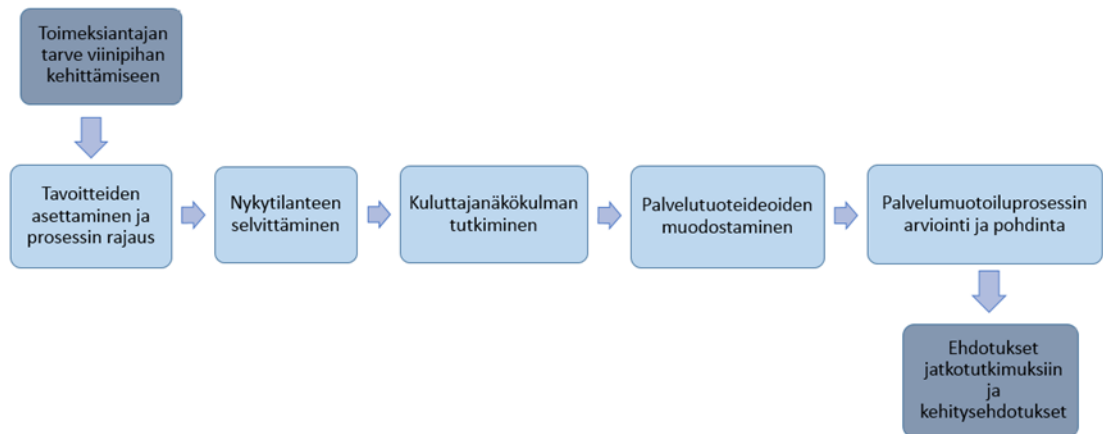 Toimeksiantajan
tarve viinipihan
kehittämiseen
Tavoitteiden
asettaminen ja
prosessin rajaus
Nykytilanteen
selvittäminen
Kuluttajanäkökulman
tutkiminen
Palvelutuoteideoiden
muodostaminen
Palvelumuotoiluprosessin
arviointi ja pohdinta
Ehdotukset
jatkotutkimuksiin
ja
kehitysehdotukset